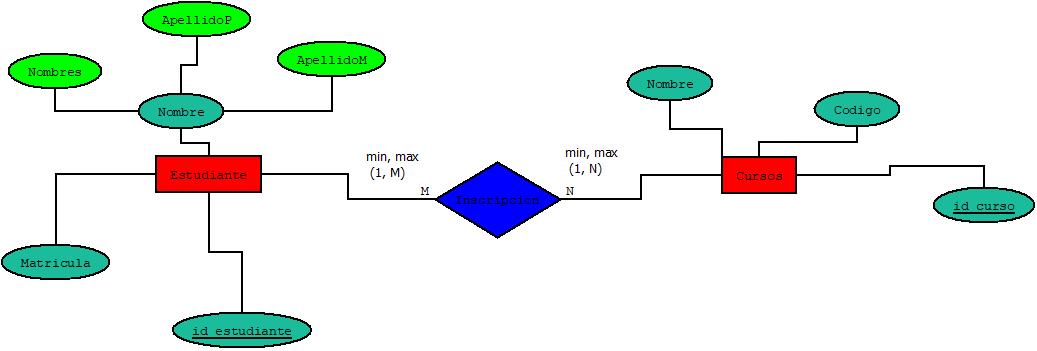 ApellidoP
Nombres
ApellidoM
Nombre
Nombre
Codigo
min, max
(1, M)
min, max
(1, N)
Estudiante
M
Inscripcion
N
Cursos
id curso
Matricula
id estudiante